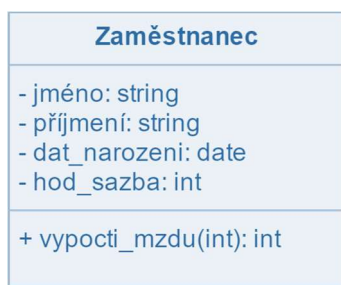 Zaměstnanec
- jméno: string
- příjmení: string
- dat_narozeni: date
- hod_sazba: int
+ vypocti_mzdu(int): int